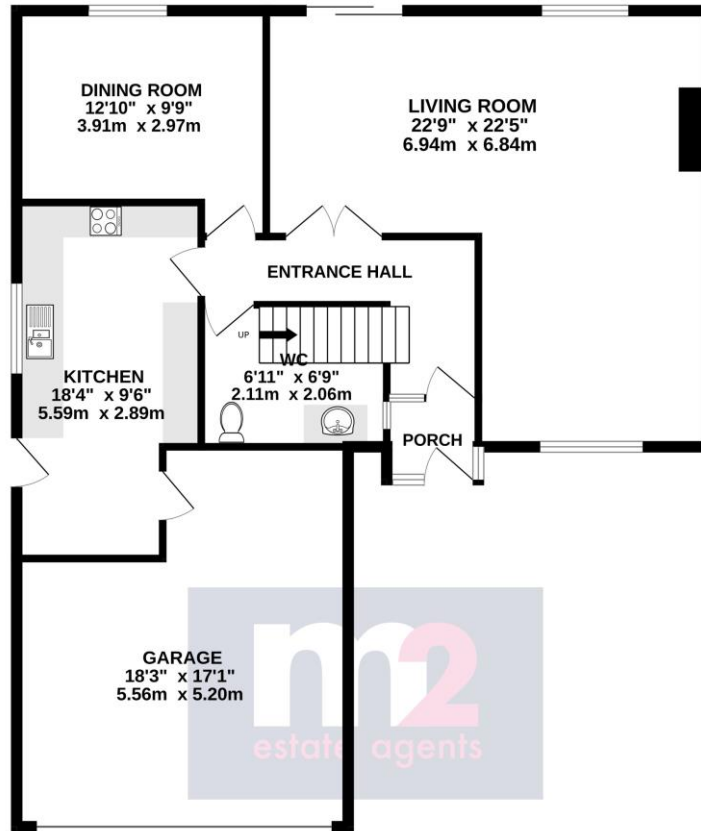 DINING ROOM
12'10" x 9'9"
3.91m x 2.97m
LIVING ROOM
22'9" x 22'5"
6.94m x 6.84m
ENTRANCE HALL
UP
WC
6'11" x 6'9"
2.11m x 2.06m
KITCHEN
18'4" x 9'6"
5.59m x 2.89m
PORCH
GARAGE
18'3" x 17'1"
5.56m x 5.20m
m2
estate agents